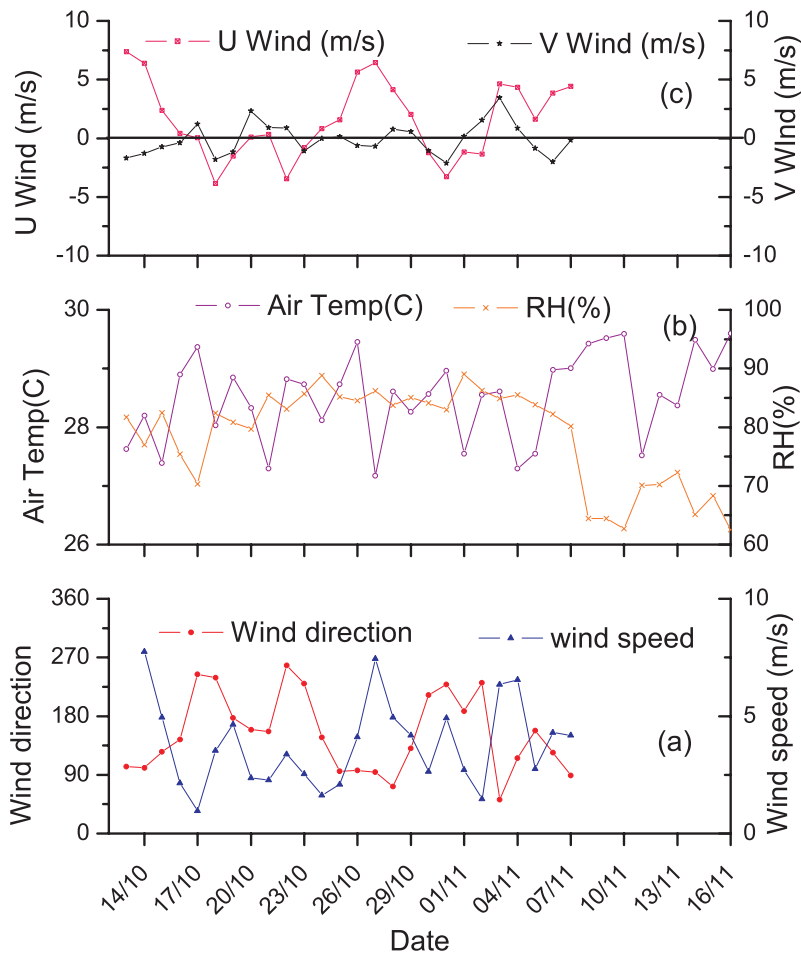 U Wind (m/s)
V Wind (m/s)
(c)
10
5
0
-5
-10
U Wind (m/s)
10
5
0
-5
-10
V WInd (m/s)
Air Temp(C)
RH(%)
(b)
30
28
26
Air Temp(C)
100
90
80
70
60
RH(%)
Wind direction
wind speed
(a)
360
270
180
90
0
Wind direction
10
5
0
Wind speed (m/s)
14/10
17/10
20/10
23/10
26/10
29/10
01/11
04/11
07/11
10/11
13/11
16/11
Date